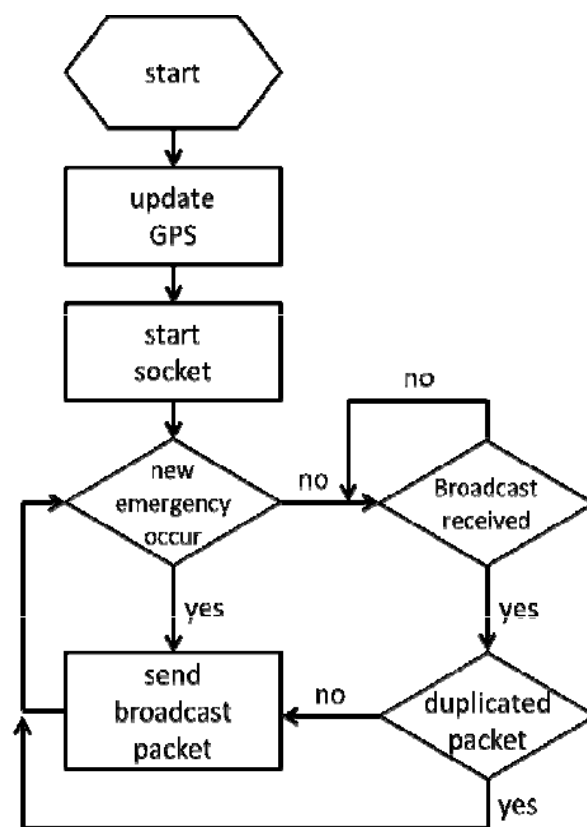 start
update
GPS
start
socket
no
new
emergency
occur
no
Broadcast
received
yes
yes
send
broadcast
packet
no
duplicated
packet
yes